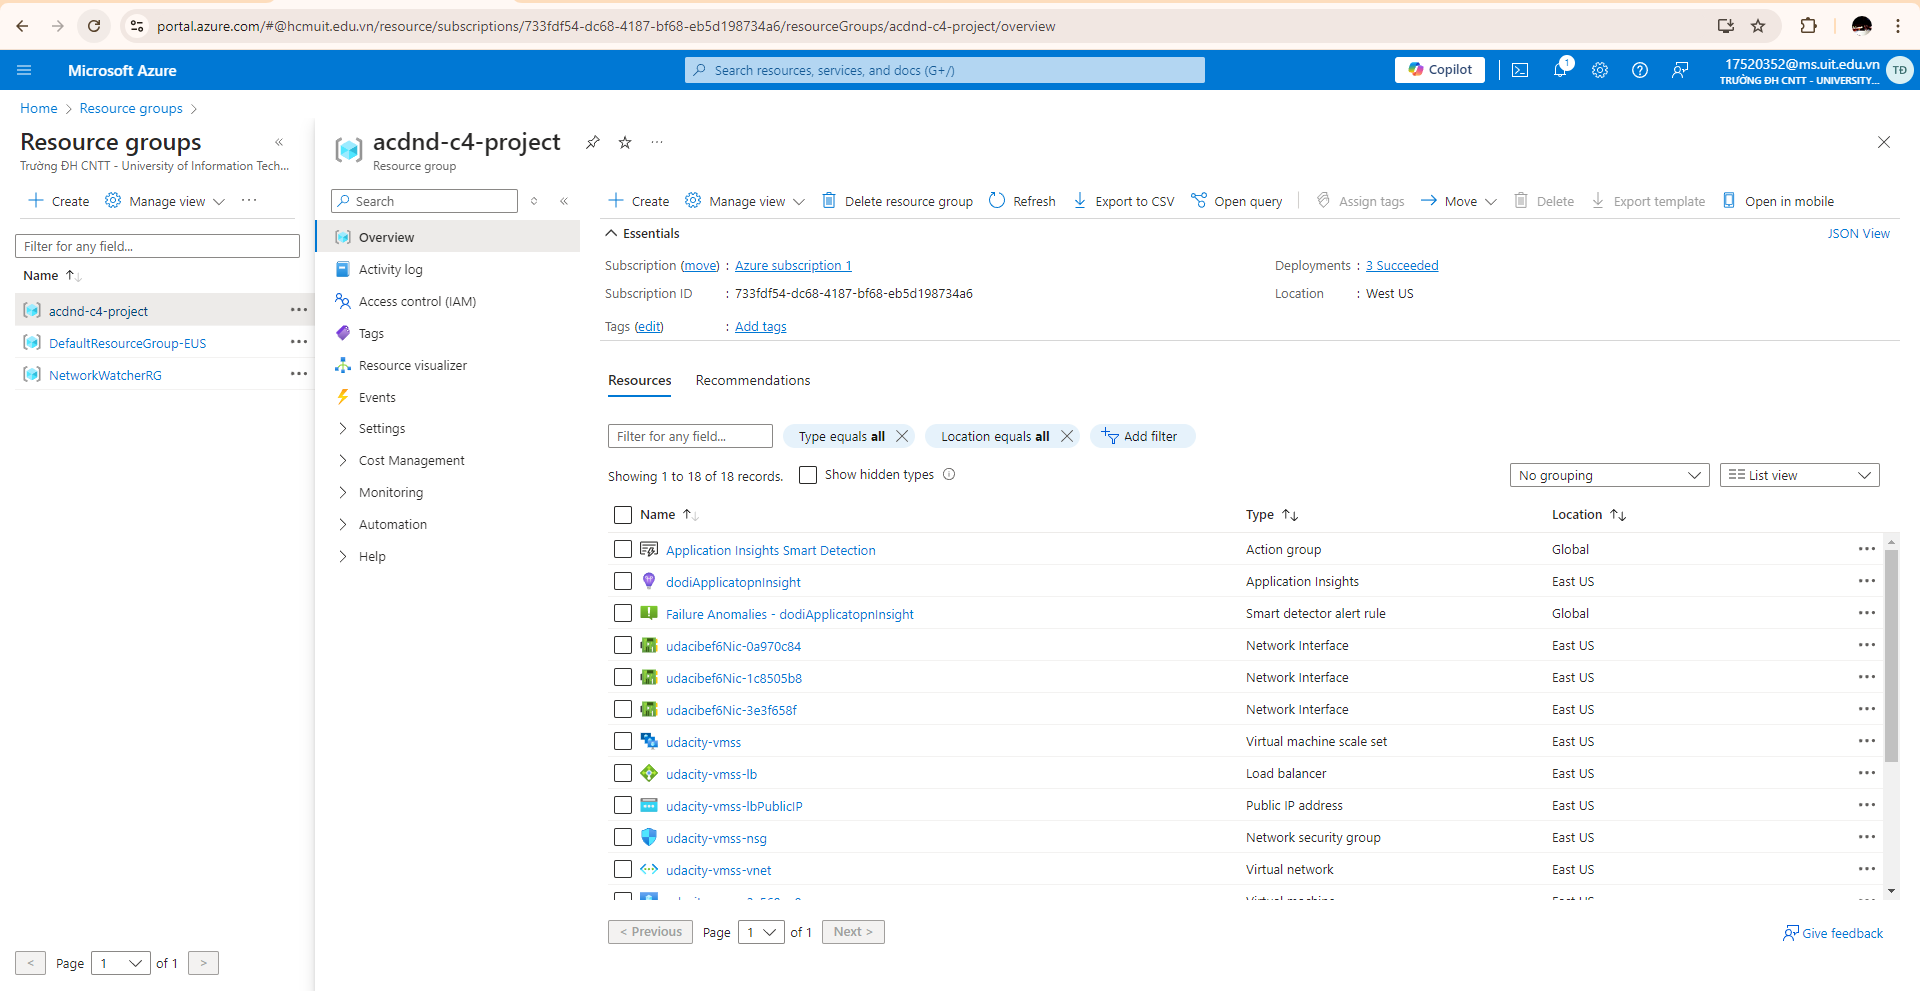 portal.azure.com/#@hcmuit.edu.vn/resource/subscriptions/733fdf54-dc68-4187-bf68-eb5d198734a6/resourceGroups/acdnd-c4-project/overview
Microsoft Azure
Search resources, services, and docs (G+/)
Copilot
1
17520352@ms.uit.edu.vn
TRƯỜNG ĐH CNTT - UNIVERSITY...
TĐ
Home > Resource groups >
Resource groups
Trường ĐH CNTT - University of Information Tech...
Create
Manage view
Filter for any field...
Name
acdnd-c4-project
DefaultResourceGroup-EUS
NetworkWatcherRG
< Page 1 of 1 >
acdnd-c4-project
Resource group
Search
Overview
Activity log
Access control (IAM)
Tags
Resource visualizer
Events
Settings
Cost Management
Monitoring
Automation
Help
Create
Manage view
Delete resource group
Refresh
Export to CSV
Open query
Assign tags
Move
Delete
Export template
Open in mobile
Essentials
JSON View
Subscription (move) : Azure subscription 1
Deployments : 3 Succeeded
Subscription ID : 733fdf54-dc68-4187-bf68-eb5d198734a6
Location : West US
Tags (edit) : Add tags
Resources
Recommendations
Filter for any field...
Type equals all
Location equals all
Add filter
Showing 1 to 18 of 18 records.
Show hidden types
No grouping
List view
Name Type Location
Application Insights Smart Detection Action group Global
dodiApplicatopnInsight Application Insights East US
Failure Anomalies - dodiApplicatopnInsight Smart detector alert rule Global
udacibef6Nic-0a970c84 Network Interface East US
udacibef6Nic-1c8505b8 Network Interface East US
udacibef6Nic-3e3f658f Network Interface East US
udacity-vmss Virtual machine scale set East US
udacity-vmss-lb Load balancer East US
udacity-vmss-lbPublicIP Public IP address East US
udacity-vmss-nsg Network security group East US
udacity-vmss-vnet Virtual network East US
Virtual machine East US
< Previous Page 1 of 1 Next >
Give feedback